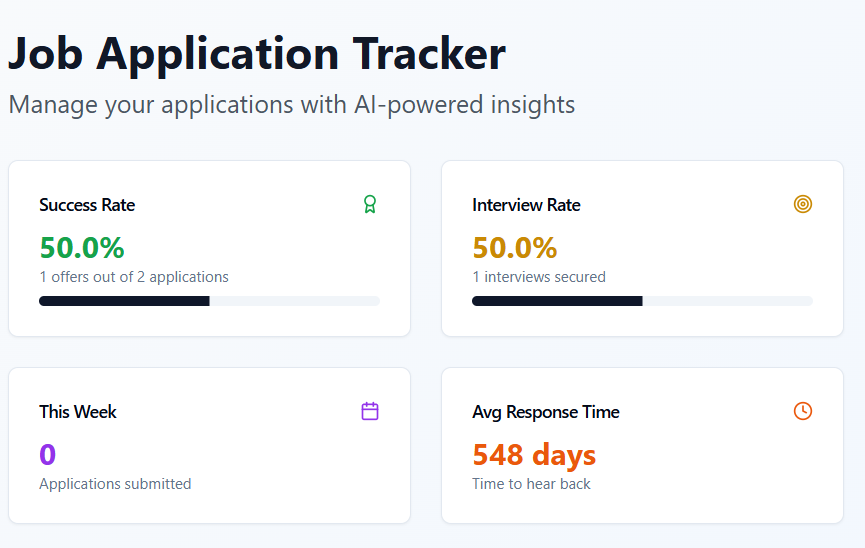 Job Application Tracker
Manage your applications with AI-powered insights
Success Rate
50.0%
1 offers out of 2 applications
Interview Rate
50.0%
1 interviews secured
This Week
0
Applications submitted
Avg Response Time
548 days
Time to hear back